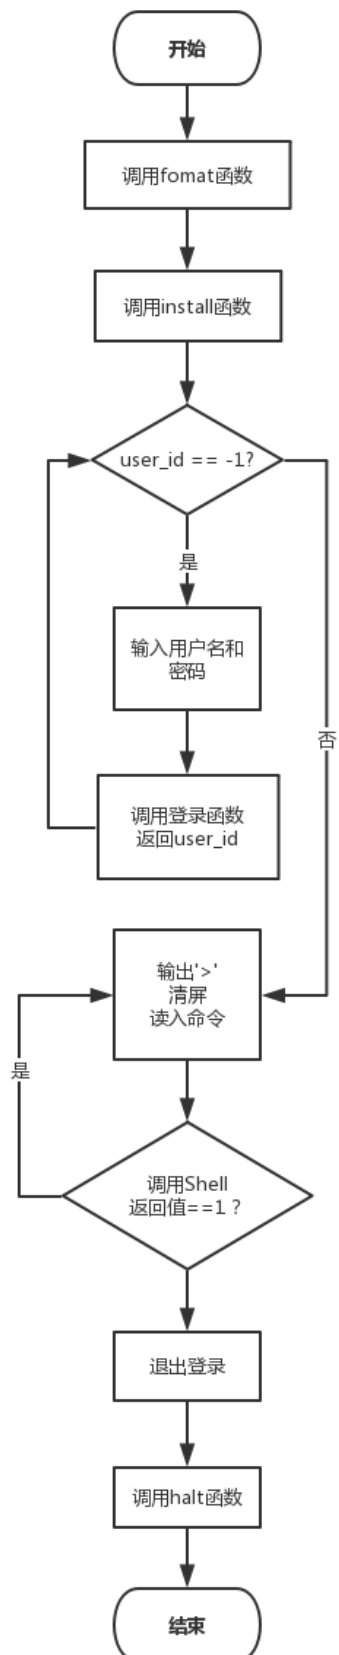 开始
调用fomat函数
调用install函数
user_id == -1?
是
输入用户名和
密码
否
调用登录函数
返回user_id
输出'>'
清屏
读入命令
是
调用Shell
返回值==1 ?
退出登录
调用halt函数
结束